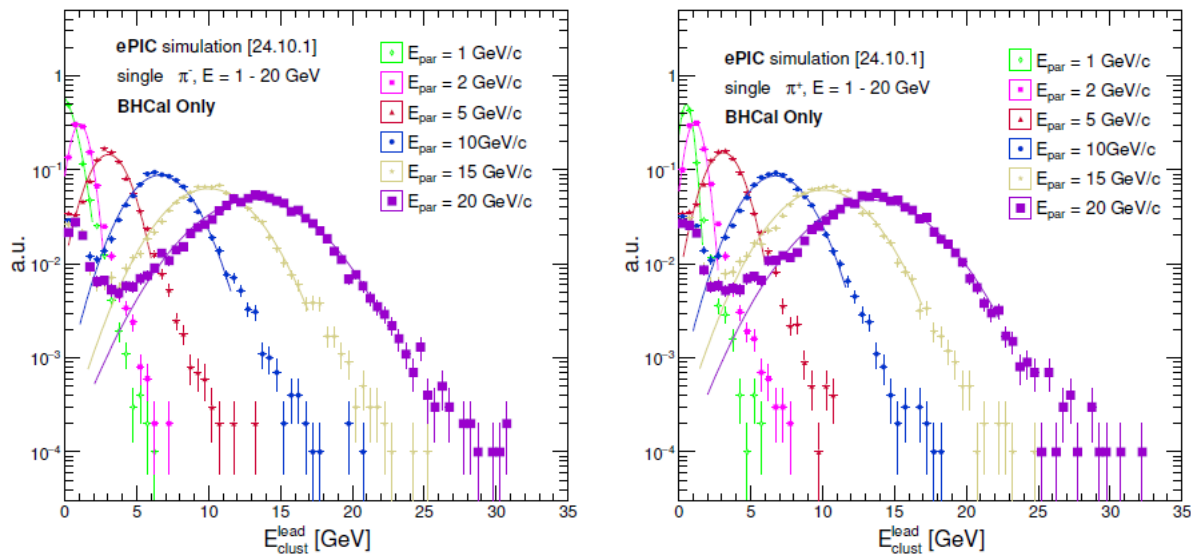 ePIC simulation [24.10.1]
single π⁻, E = 1 - 20 GeV
BHCal Only
E_par = 1 GeV/c
E_par = 2 GeV/c
E_par = 5 GeV/c
E_par = 10GeV/c
E_par = 15 GeV/c
E_par = 20 GeV/c
a.u.
1
10⁻¹
10⁻²
10⁻³
10⁻⁴
0 5 10 15 20 25 30 35
E_clust^lead [GeV]
ePIC simulation [24.10.1]
single π⁺, E = 1 - 20 GeV
BHCal Only
E_par = 1 GeV/c
E_par = 2 GeV/c
E_par = 5 GeV/c
E_par = 10GeV/c
E_par = 15 GeV/c
E_par = 20 GeV/c
a.u.
1
10⁻¹
10⁻²
10⁻³
10⁻⁴
0 5 10 15 20 25 30 35
E_clust^lead [GeV]